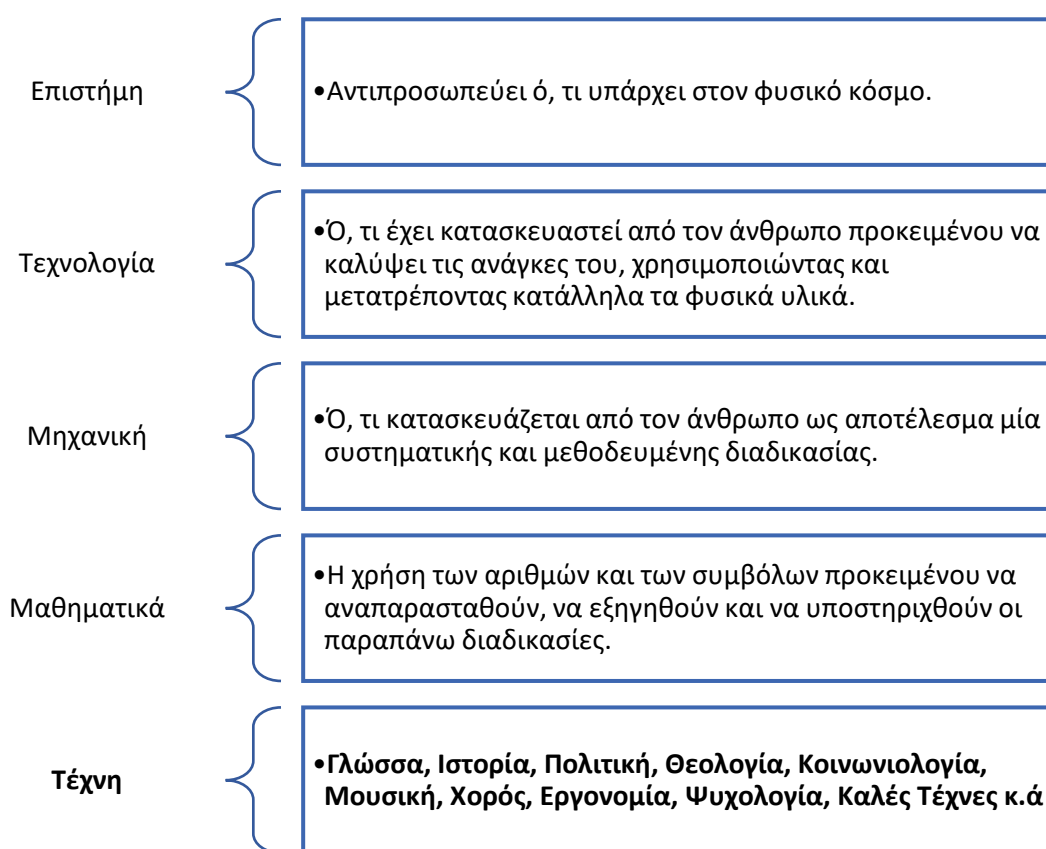 Επιστήμη
•Αντιπροσωπεύει ό, τι υπάρχει στον φυσικό κόσμο.
Τεχνολογία
•Ό, τι έχει κατασκευαστεί από τον άνθρωπο προκειμένου να
καλύψει τις ανάγκες του, χρησιμοποιώντας και
μετατρέποντας κατάλληλα τα φυσικά υλικά.
Μηχανική
•Ό, τι κατασκευάζεται από τον άνθρωπο ως αποτέλεσμα μία
συστηματικής και μεθοδευμένης διαδικασίας.
Μαθηματικά
•Η χρήση των αριθμών και των συμβόλων προκειμένου να
αναπαρασταθούν, να εξηγηθούν και να υποστηριχθούν οι
παραπάνω διαδικασίες.
Τέχνη
•Γλώσσα, Ιστορία, Πολιτική, Θεολογία, Κοινωνιολογία,
Μουσική, Χορός, Εργονομία, Ψυχολογία, Καλές Τέχνες κ.ά